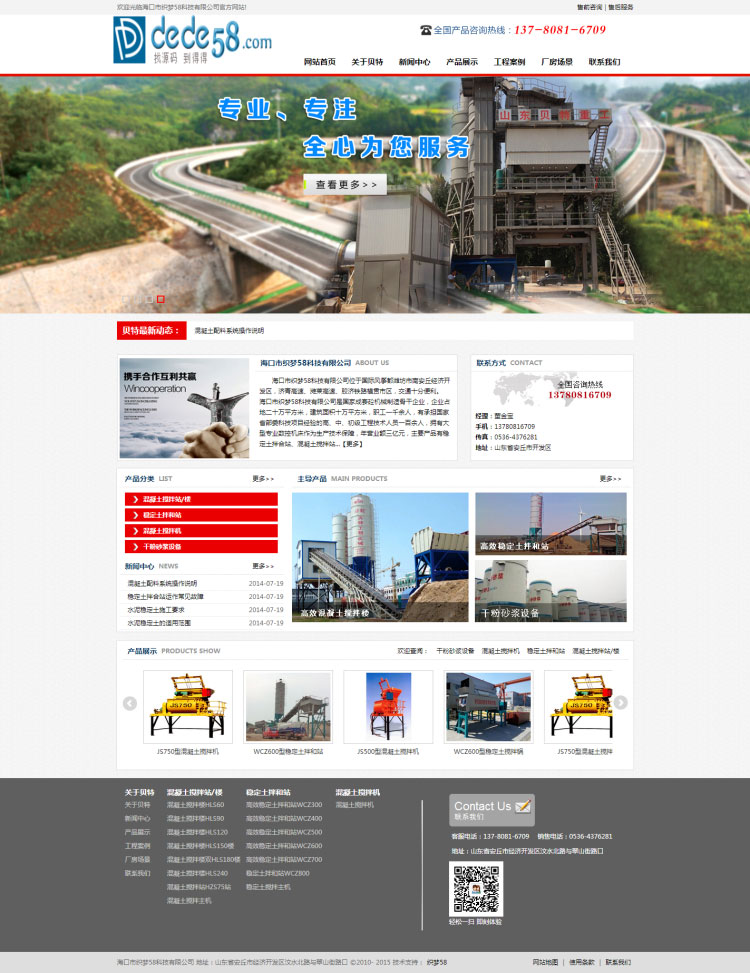 欢迎光临海口市织梦58科技有限公司官方网站!
售前咨询 | 售后服务
dede58.com
找源码 到得得
全国产品咨询热线：137-8081-6709
网站首页 关于贝特 新闻中心 产品展示 工程案例 厂房场景 联系我们
专业、专注
全心为您服务
查看更多>>
山东贝特重工
贝特最新动态：
混凝土配料系统操作说明
携手合作互利共赢
Wincooperation
海口市织梦58科技有限公司 ABOUT US
海口市织梦58科技有限公司位于国际风筝都潍坊市南安丘经济开
发区，济青高速、潍莱高速、胶济铁路横贯市区，交通十分便利。
海口市织梦58科技有限公司是国家成套砼机械制造骨干企业，企业占
地二十万平方米，建筑面积十万平方米，职工一千余人，有承担国家
省部委科技项目经验的高、中、初级工程技术人员一百余人，拥有大
型专业数控机床作为生产技术保障，年营业额三亿元，主要产品有稳
定土拌合站、混凝土搅拌站...【更多】
联系方式 CONTACT
全国咨询热线
13780816709
经理：董金玺
手机：13780816709
传真：0536-4376281
地址：山东省安丘市开发区
产品分类 LIST 更多>>
混凝土搅拌站/楼
稳定土拌和站
混凝土搅拌机
干粉砂浆设备
新闻中心 NEWS 更多>>
混凝土配料系统操作说明 2014-07-19
稳定土拌合站运作常见故障 2014-07-19
水泥稳定土施工要求 2014-07-19
水泥稳定土的适用范围 2014-07-19
主导产品 MAIN PRODUCTS 更多>>
高效混凝土搅拌楼
高效稳定土拌和站
干粉砂浆设备
产品展示 PRODUCTS SHOW
欢迎查阅： 干粉砂浆设备 混凝土搅拌机 稳定土拌和站 混凝土搅拌站/楼
JS750型混凝土搅拌机
WCZ600型稳定土拌和站
JS500型混凝土搅拌机
WCZ600型稳定土搅拌锅
JS750型混凝土搅拌
关于贝特 混凝土搅拌站/楼 稳定土拌和站 混凝土搅拌机
关于贝特 混凝土搅拌楼HLS60 高效稳定土拌和站WCZ300 混凝土搅拌机
新闻中心 混凝土搅拌楼HLS90 高效稳定土拌和站WCZ400
产品展示 混凝土搅拌楼HLS120 高效稳定土拌和站WCZ500
工程案例 混凝土搅拌楼HLS150楼 高效稳定土拌和站WCZ600
厂房场景 混凝土搅拌楼双HLS180楼 高效稳定土拌和站WCZ700
联系我们 混凝土搅拌楼HLS240 稳定土拌和站WCZ800
混凝土搅拌站HZS75站 稳定土搅拌主机
混凝土搅拌主机
Contact Us
联系我们
客服电话：137-8081-6709 销售电话：0536-4376281
地址：山东省安丘市经济开发区汶水北路与翠山街路口
轻松一扫 即刻体验
海口市织梦58科技有限公司 地址：山东省安丘市经济开发区汶水北路与翠山街路口 ©2010- 2015 技术支持： 织梦58
网站地图 | 使用条款 | 联系我们